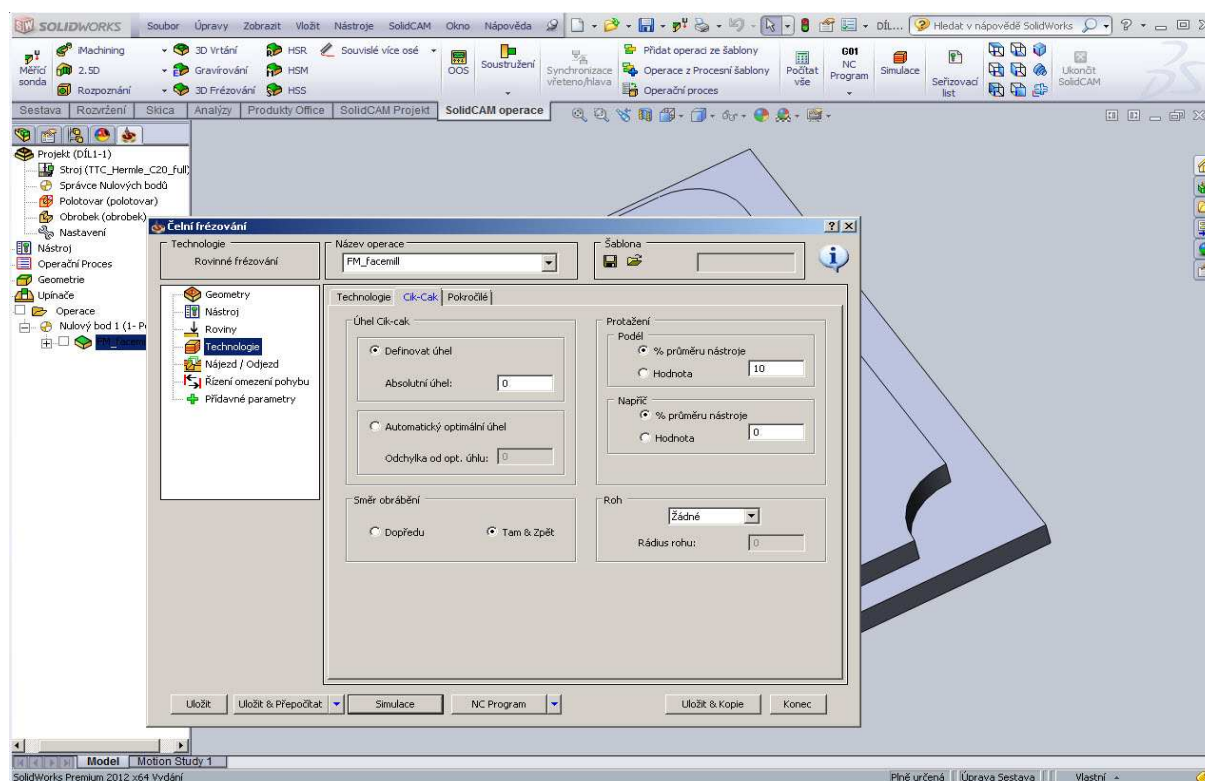 SOLIDWORKS Soubor Úpravy Zobrazit Vložit Nástroje SolidCAM Okno Nápověda DÍL... Hledat v nápovědě SolidWorks
iMachining 3D Vrtání HSR Souvislé více osé
Měřící sonda 2.5D Gravírování HSM
Rozpoznání 3D Frézování HSS
OOS Soustružení Synchronizace vřeteno/hlava
Přidat operaci ze šablony
Operace z Procesní šablony
Operační proces
Počítat vše G01 NC Program Simulace Seřizovací list Ukončit SolidCAM
Sestava Rozvržení Skica Analýzy Produkty Office SolidCAM Projekt SolidCAM operace
Projekt (DÍL1-1)
Stroj (TTC_Hermle_C20_full)
Správce Nulových bodů
Polotovar (polotovar)
Obrobek (obrobek)
Nastavení
Nástroj
Operační Proces
Geometrie
Upínače
Operace
Nulový bod 1 (1- P
FM_facem
Čelní frézování
Technologie
Rovinné frézování
Název operace
FM_facemill
Šablona
Geometry
Nástroj
Roviny
Technologie
Nájezd / Odjezd
Řízení omezení pohybu
Přídavné parametry
Technologie Cik-Cak Pokročilé
Úhel Cik-cak
Definovat úhel
Absolutní úhel: 0
Automatický optimální úhel
Odchylka od opt. úhlu: 0
Směr obrábění
Dopředu Tam & Zpět
Protažení
Podél
% průměru nástroje
Hodnota 10
Napříč
% průměru nástroje
Hodnota 0
Roh
Žádné
Rádius rohu: 0
Uložit Uložit & Přepočítat Simulace NC Program Uložit & Kopie Konec
Model Motion Study 1
SolidWorks Premium 2012 x64 Vydání Plně určená Úprava Sestava Vlastní